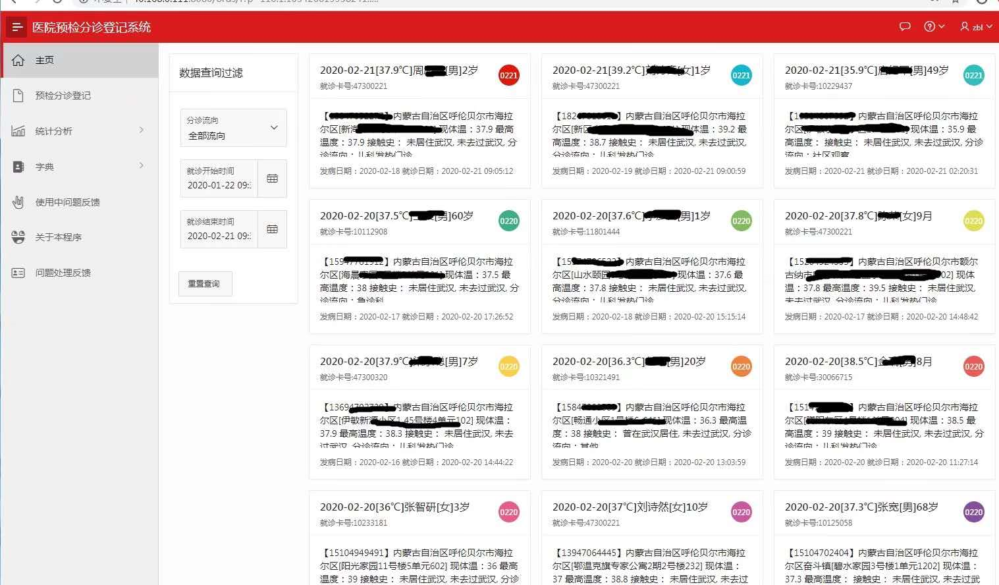 医院预检分诊登记系统
zbl
主页
预检分诊登记
统计分析
字典
使用中问题反馈
关于本程序
问题处理反馈
数据查询过滤
分诊流向
全部流向
就诊开始时间
2020-01-22 09:
就诊结束时间
2020-02-21 09:
重置查询
2020-02-21[37.9℃]周[男]2岁
0221
就诊卡号:47300221
内蒙古自治区呼伦贝尔市海拉
尔区[新海 现体温：37.9 最高
温度：37.9 接触史： 未居住武汉, 未去过武汉, 分
诊流向：儿科发热门诊
发病日期：2020-02-18 就诊日期：2020-02-21 09:05:12
2020-02-21[39.2℃] [女]1岁
0221
就诊卡号:47300221
【182 】内蒙古自治区呼伦贝尔市海拉
尔区[新区 现体温：39.2 最
高温度：38.7 接触史： 未居住武汉, 未去过武汉,
分诊流向：儿科发热门诊
发病日期：2020-02-19 就诊日期：2020-02-21 09:00:59
2020-02-21[35.9℃] [男]49岁
0221
就诊卡号:10229437
内蒙古自治区呼伦贝尔市海拉
尔区 现体温：35.9 最
高温度： 接触史： 未居住武汉, 未去过武汉, 分诊
流向：社区观察
发病日期：2020-02-21 就诊日期：2020-02-21 02:20:31
2020-02-20[37.5℃] [男]60岁
0220
就诊卡号:10112908
内蒙古自治区呼伦贝尔市海拉
尔区[海晨 现体温：37.5 最
高温度：38 接触史： 未居住武汉, 未去过武汉, 分
诊流向：急诊科
发病日期：2020-02-17 就诊日期：2020-02-20 17:26:52
2020-02-20[37.6℃] 男]1岁
0220
就诊卡号:11801444
内蒙古自治区呼伦贝尔市海拉
尔区[山水颐园 现体温：37.6 最
高温度：37.8 接触史： 未居住武汉, 未去过武汉,
分诊流向：儿科发热门诊
发病日期：2020-02-18 就诊日期：2020-02-20 15:15:14
2020-02-20[37.8℃] [女]9月
0220
就诊卡号:47300221
内蒙古自治区呼伦贝尔市额尔
古纳市 02] 现体
温：37.8 最高温度：39.5 接触史： 未居住武汉,
未去过武汉, 分诊流向：儿科发热门诊
发病日期：2020-02-17 就诊日期：2020-02-20 14:48:42
2020-02-20[37.9℃] [男]7岁
0220
就诊卡号:47300320
内蒙古自治区呼伦贝尔市海拉
尔区[伊敏新源小区1 45号楼4单元102] 现体温：
37.9 最高温度：38.3 接触史： 未居住武汉, 未去
过武汉, 分诊流向：儿科发热门诊
发病日期：2020-02-16 就诊日期：2020-02-20 14:44:22
2020-02-20[36.3℃] 男]20岁
0220
就诊卡号:10321491
内蒙古自治区呼伦贝尔市海拉
尔区[畅通小区1号楼 现体温：36.3 最高温
度：38 接触史： 曾在武汉居住, 未去过武汉, 分诊
流向：其他
发病日期：2020-02-20 就诊日期：2020-02-20 13:03:59
2020-02-20[38.5℃]金 8月
0220
就诊卡号:30066715
内蒙古自治区呼伦贝尔市海拉
尔区 现体温：38.5 最
高温度：39 接触史： 未居住武汉, 未去过武汉, 分
诊流向：儿科发热门诊
发病日期：2020-02-20 就诊日期：2020-02-20 11:27:14
2020-02-20[36℃]张智研[女]3岁
0220
就诊卡号:10233181
【15104949491】内蒙古自治区呼伦贝尔市海拉
尔区[阳光家园11号楼5单元602] 现体温：36 最高
温度：39 接触史： 未居住武汉, 未去过武汉, 分诊
2020-02-20[37℃]刘诗然[女]10岁
0220
就诊卡号:47300221
【13947064445】内蒙古自治区呼伦贝尔市海拉
尔区[鄂温克旗专家公寓2期2号楼232] 现体温：
37 最高温度：38.8 接触史： 未居住武汉, 未去过
2020-02-20[37.3℃]张宽[男]68岁
0220
就诊卡号:10125058
【15104702404】内蒙古自治区呼伦贝尔市海拉
尔区奋斗镇[碧水家园3号楼1单元1202] 现体温：
37.3 最高温度： 接触史： 未居住武汉, 未去过武